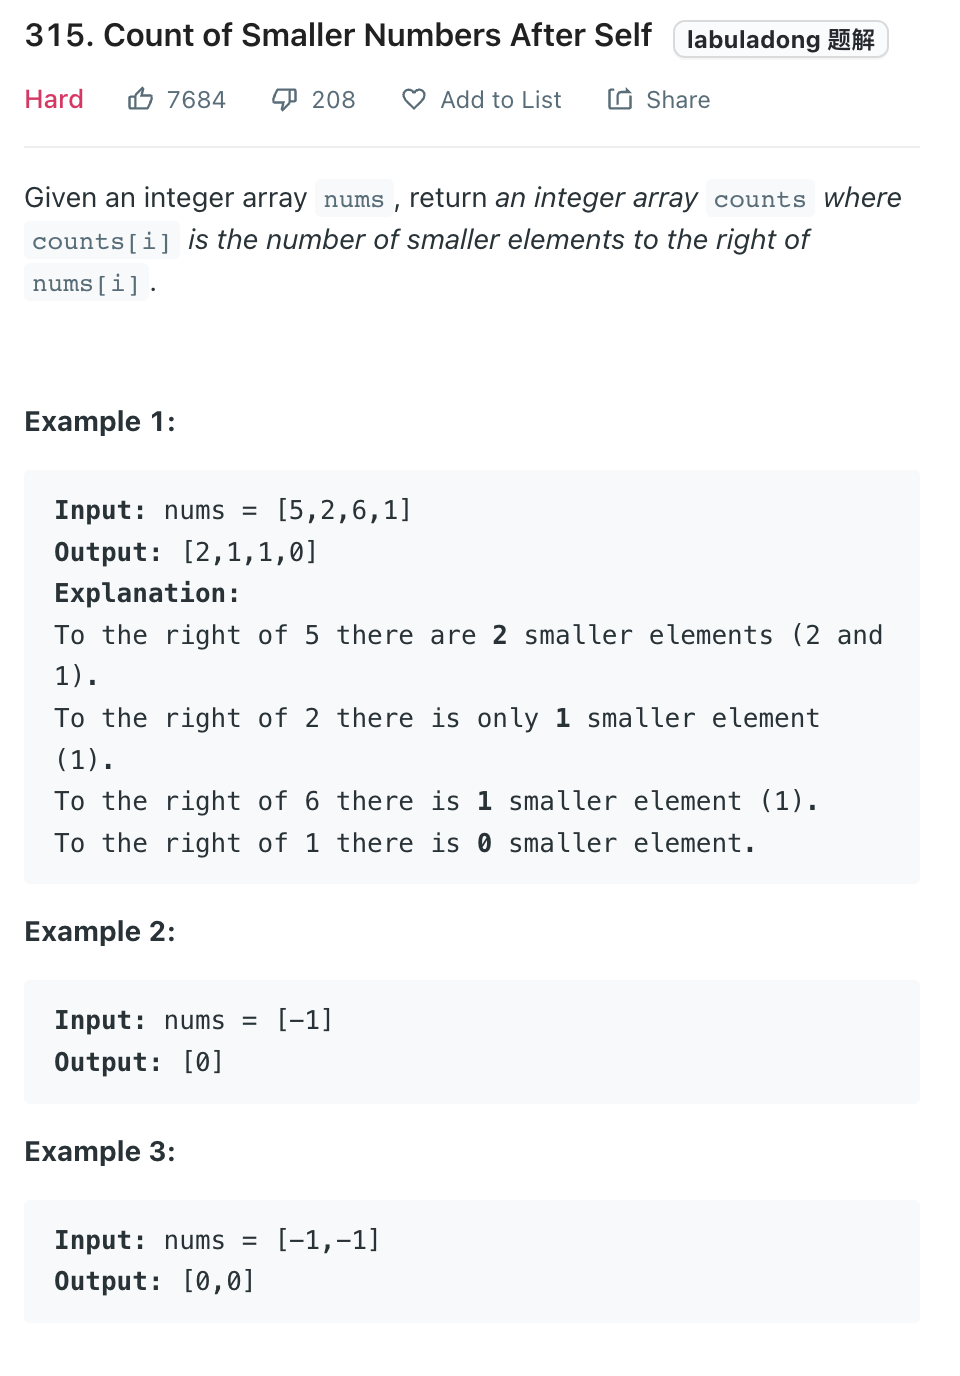 315. Count of Smaller Numbers After Self labuladong 题解
Hard 7684 208 Add to List Share
Given an integer array nums, return an integer array counts where
counts[i] is the number of smaller elements to the right of
nums[i].
Example 1:
Input: nums = [5,2,6,1]
Output: [2,1,1,0]
Explanation:
To the right of 5 there are 2 smaller elements (2 and
1).
To the right of 2 there is only 1 smaller element
(1).
To the right of 6 there is 1 smaller element (1).
To the right of 1 there is 0 smaller element.
Example 2:
Input: nums = [−1]
Output: [0]
Example 3:
Input: nums = [−1,−1]
Output: [0,0]